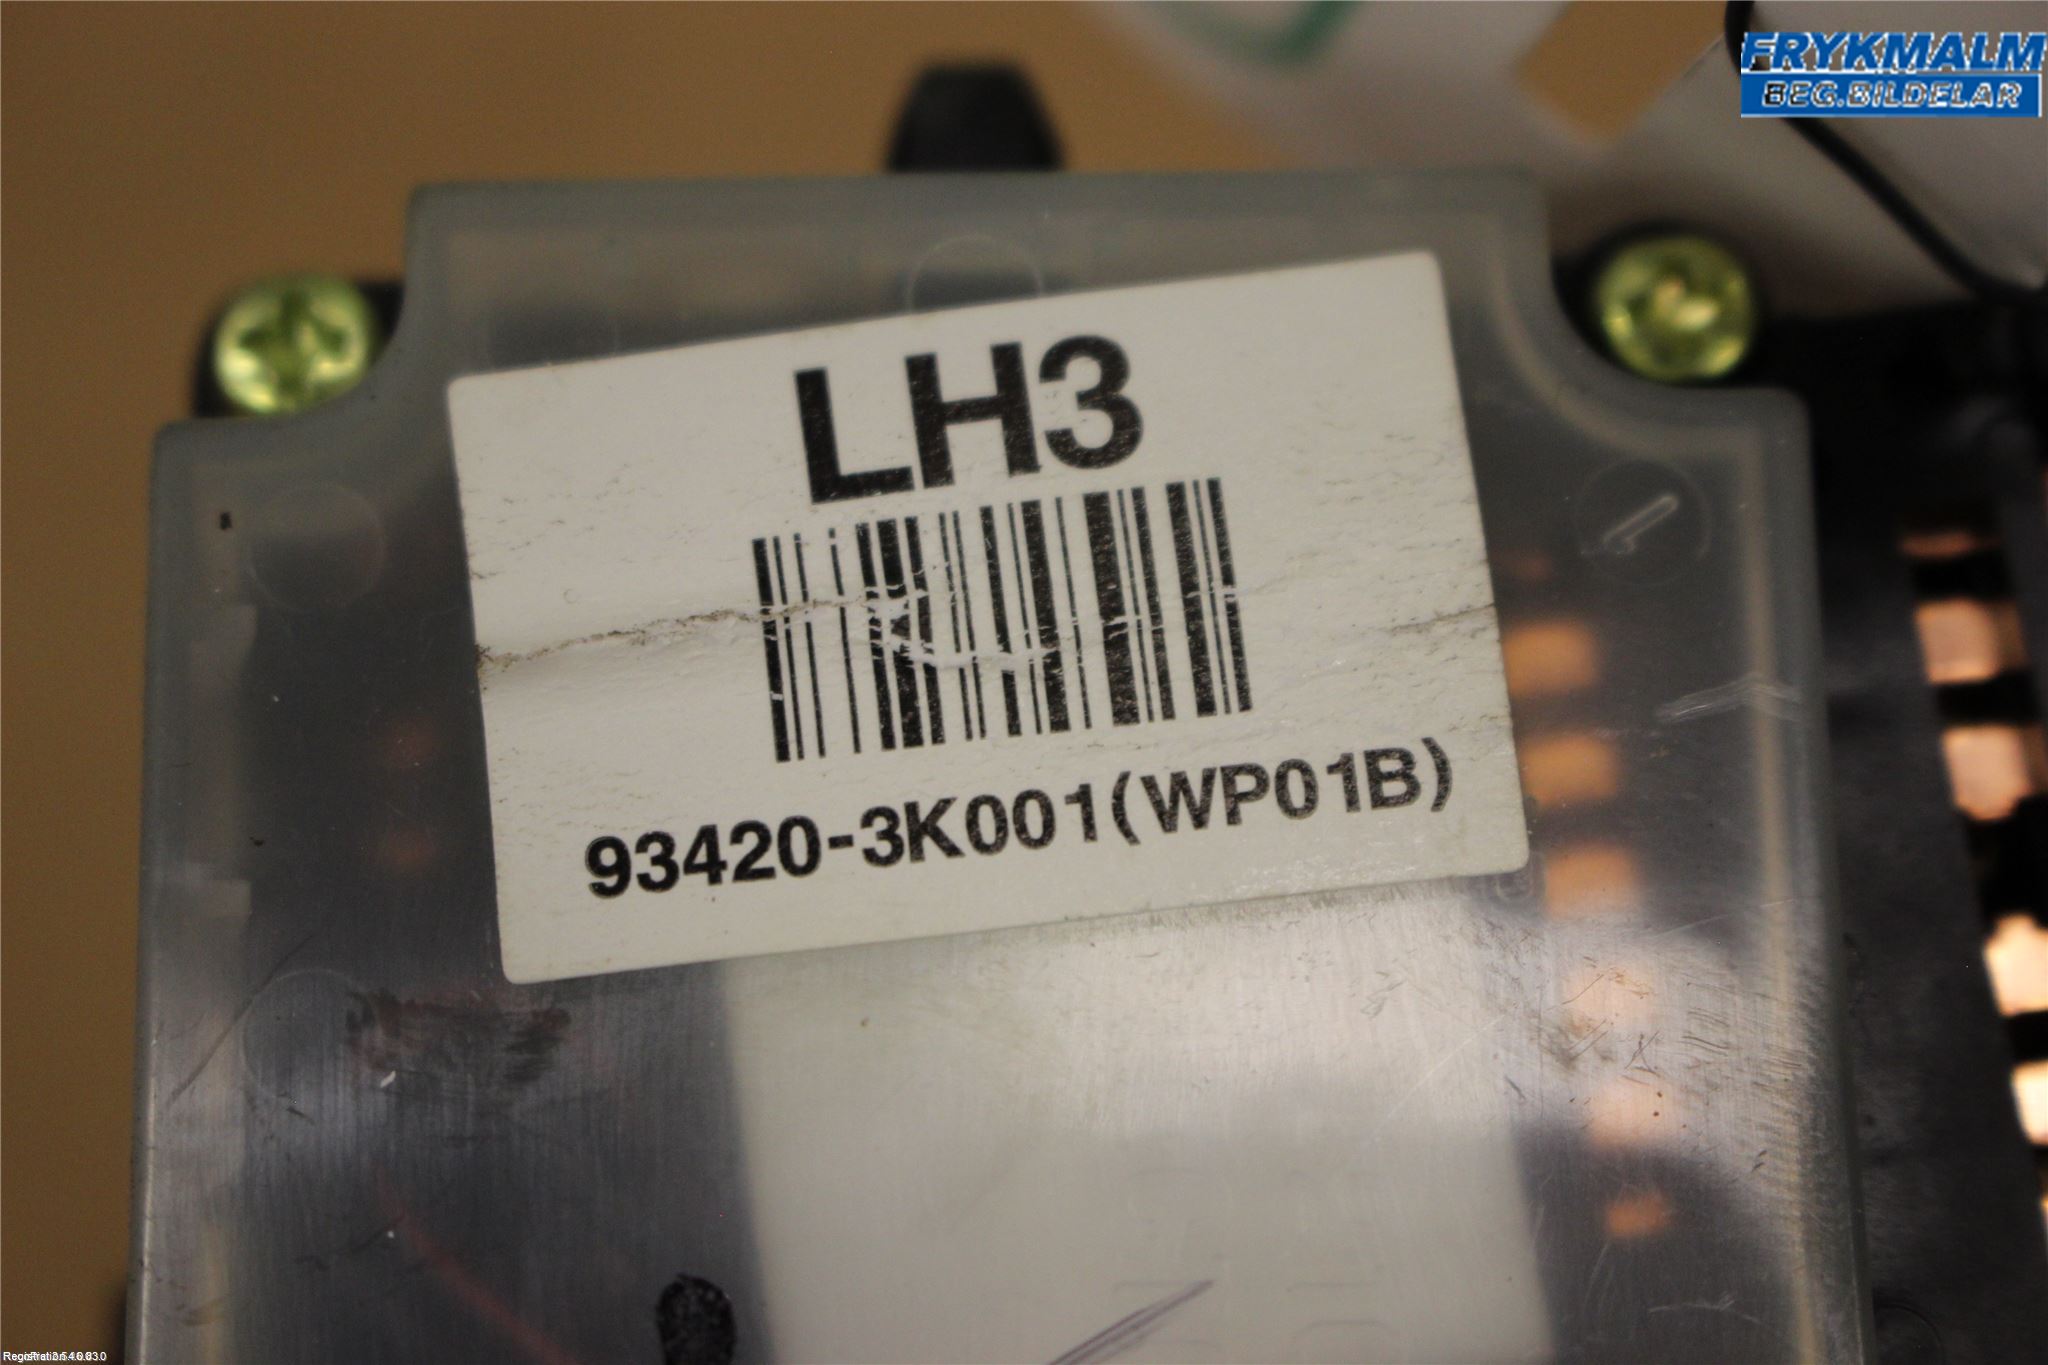 FRYKMALM
BEG.BILDELAR
LH3
93420-3K001(WP01B)